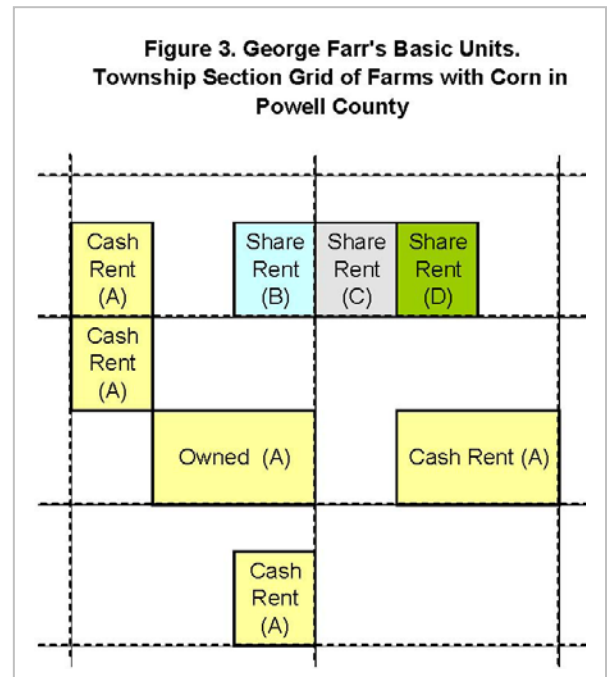 Figure 3. George Farr's Basic Units.
Township Section Grid of Farms with Corn in
Powell County
Cash
Rent
(A)
Share
Rent
(B)
Share
Rent
(C)
Share
Rent
(D)
Cash
Rent
(A)
Owned (A)
Cash Rent (A)
Cash
Rent
(A)